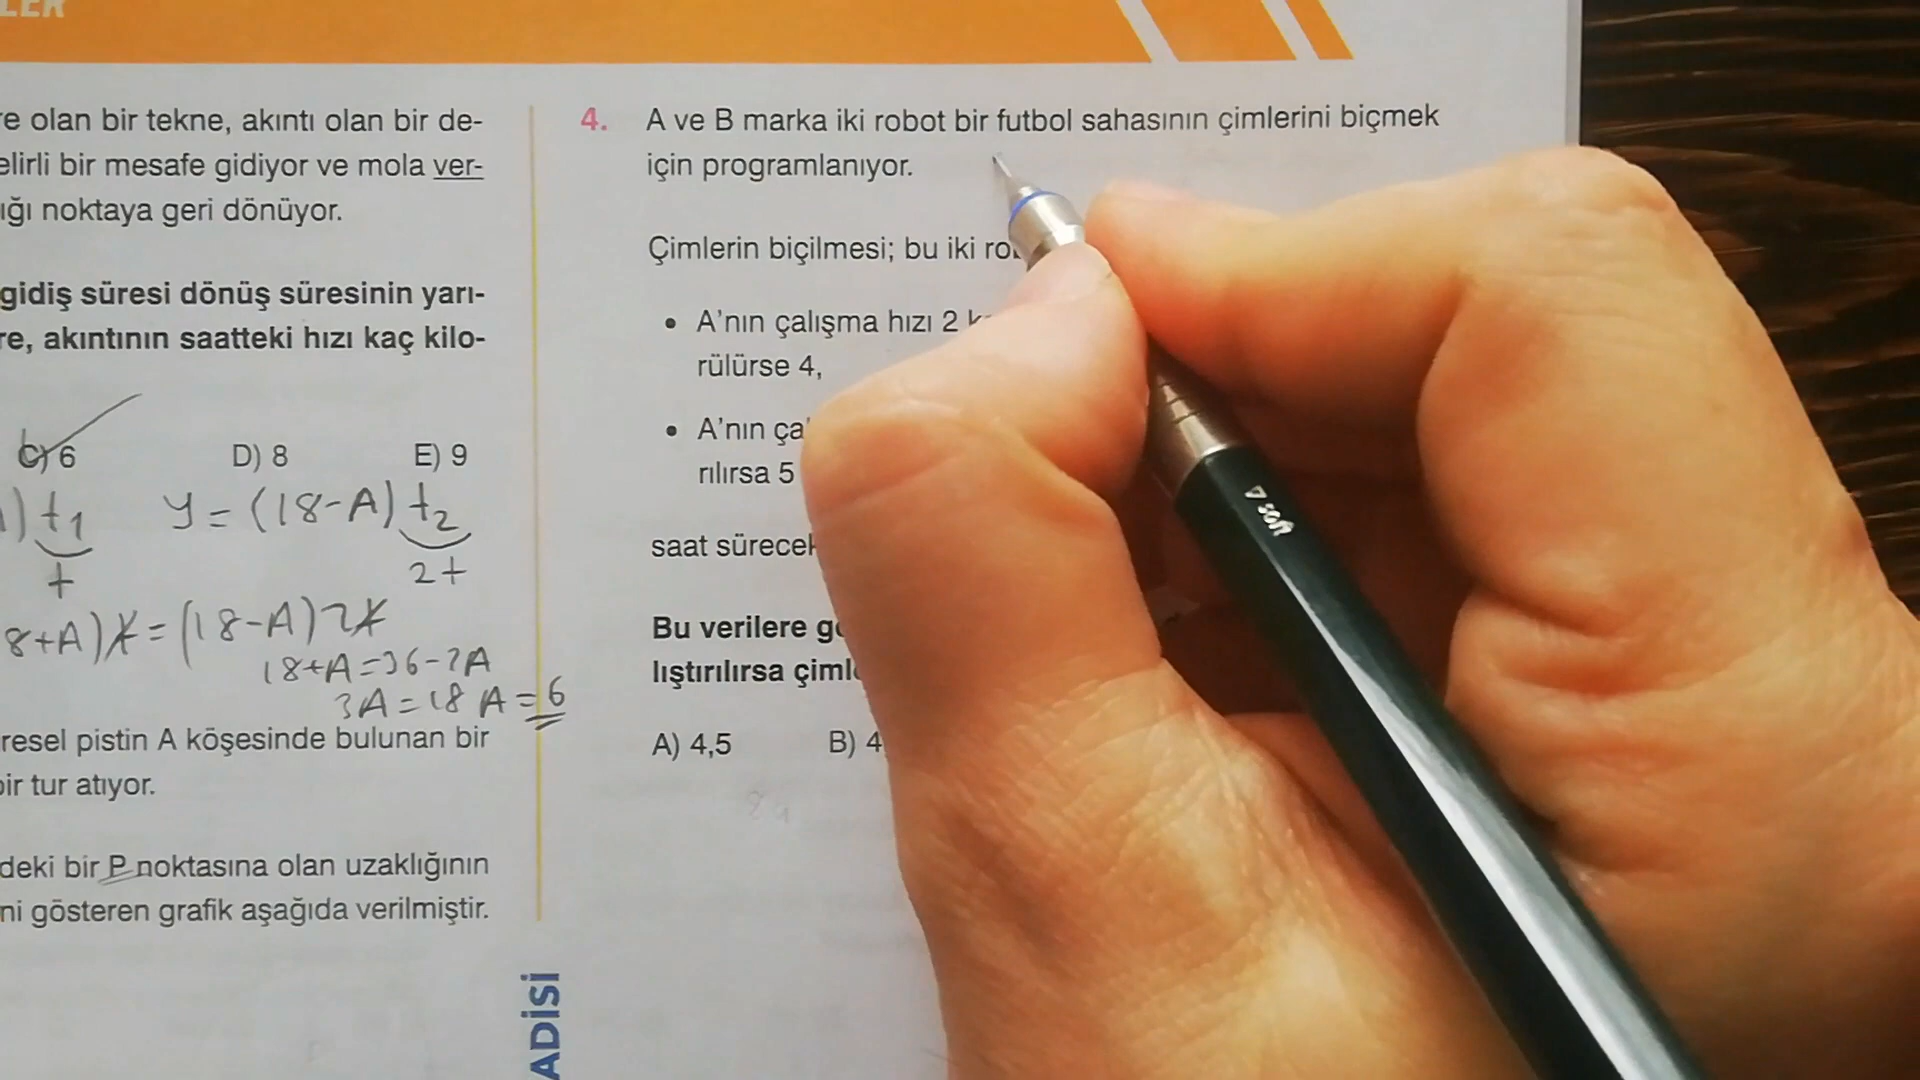 LER
re olan bir tekne, akıntı olan bir de-
elirli bir mesafe gidiyor ve mola ver-
ığı noktaya geri dönüyor.
gidiş süresi dönüş süresinin yarı-
re, akıntının saatteki hızı kaç kilo-
C) 6 D) 8 E) 9
) t1 y = (18-A) t2
t 2t
8+A)t = (18-A)2t
18+A=36-2A
3A=18 A=6
resel pistin A köşesinde bulunan bir
bir tur atıyor.
deki bir P noktasına olan uzaklığının
ni gösteren grafik aşağıda verilmiştir.
4. A ve B marka iki robot bir futbol sahasının çimlerini biçmek
için programlanıyor.
Çimlerin biçilmesi; bu iki ro
• A'nın çalışma hızı 2 k
rülürse 4,
• A'nın ça
rılırsa 5
saat sürecek
Bu verilere gö
lıştırılırsa çiml
A) 4,5 B) 4
ADİSİ
7 soft